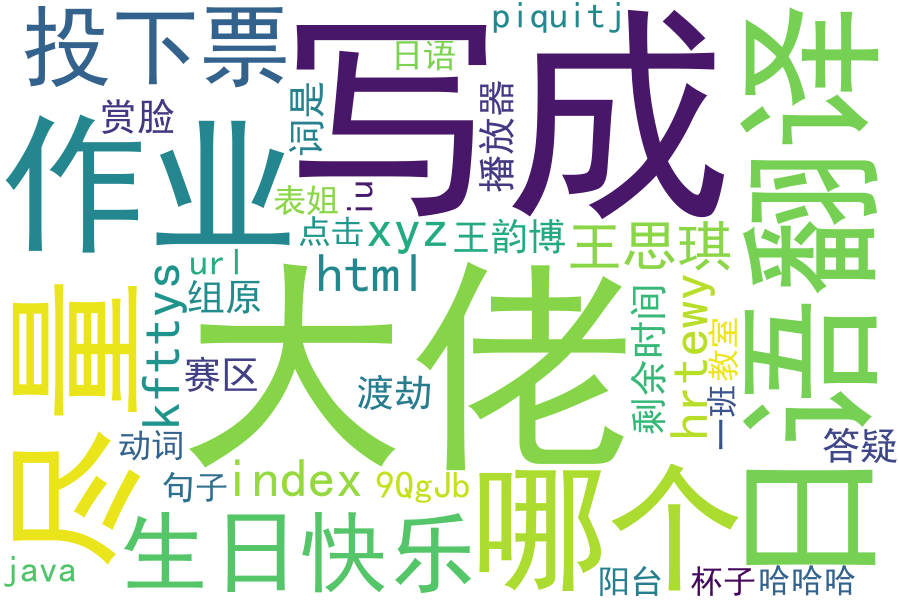 piquitj
投下票
写成
日语
赏脸
词是
播放器
作业
表姐
iu
日语翻译
点击
xyz
王韵博
王思琪
url
html
组原
kfttys
大佬
尽量
剩余时间
hrtewy
教室
一班
赛区
渡劫
动词
答疑
句子
index
9QgJb
哪个
生日快乐
java
阳台
杯子
哈哈哈